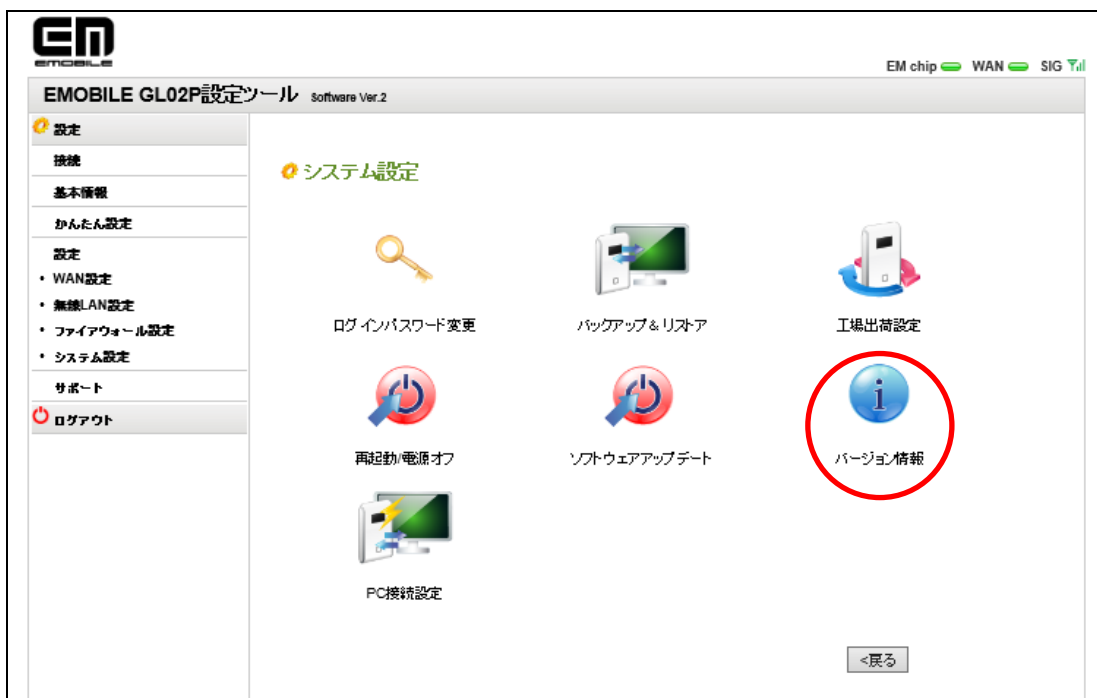 EM
EMOBILE
EM chip WAN SIG
EMOBILE GL02P設定ツール Software Ver.2
設定
接続
基本情報
かんたん設定
設定
・ WAN設定
・ 無線LAN設定
・ ファイアウォール設定
・ システム設定
サポート
ログアウト
システム設定
ログインパスワード変更 バックアップ&リストア 工場出荷設定
再起動/電源オフ ソフトウェアアップデート バージョン情報
PC接続設定
<戻る